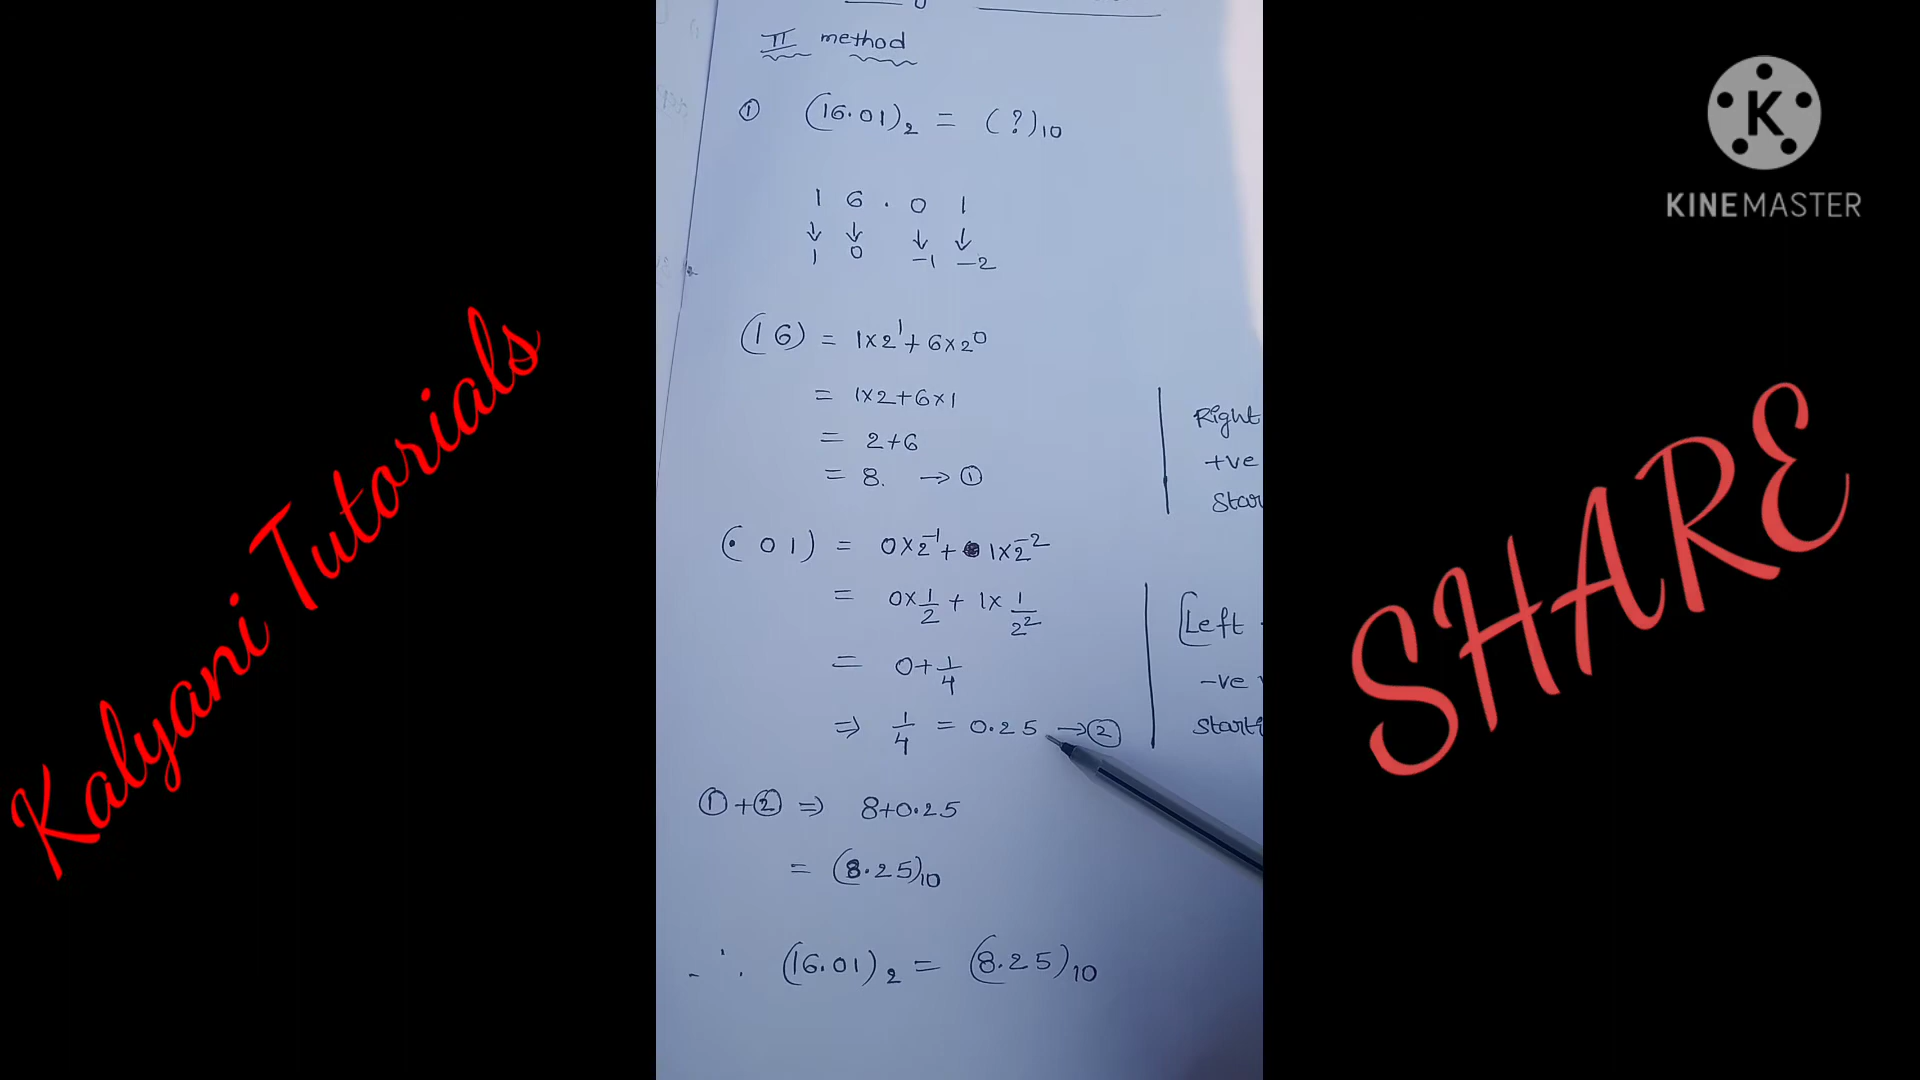 II method
① (16.01)₂ = (?)₁₀
1 6 . 0 1
↓ ↓ ↓ ↓
1 0 -1 -2
(16) = 1×2¹+6×2⁰
= 1×2+6×1
= 2+6
= 8. → ①
Right
+ve
(.01) = 0×2⁻¹+ 1×2⁻²
= 0×1/2 + 1×1/2²
= 0+1/4
⇒ 1/4 = 0.25 → ②
Left
-ve
①+② ⇒ 8+0.25
= (8.25)₁₀
∴ (16.01)₂ = (8.25)₁₀
Kalyani Tutorials
SHARE
K
KINEMASTER